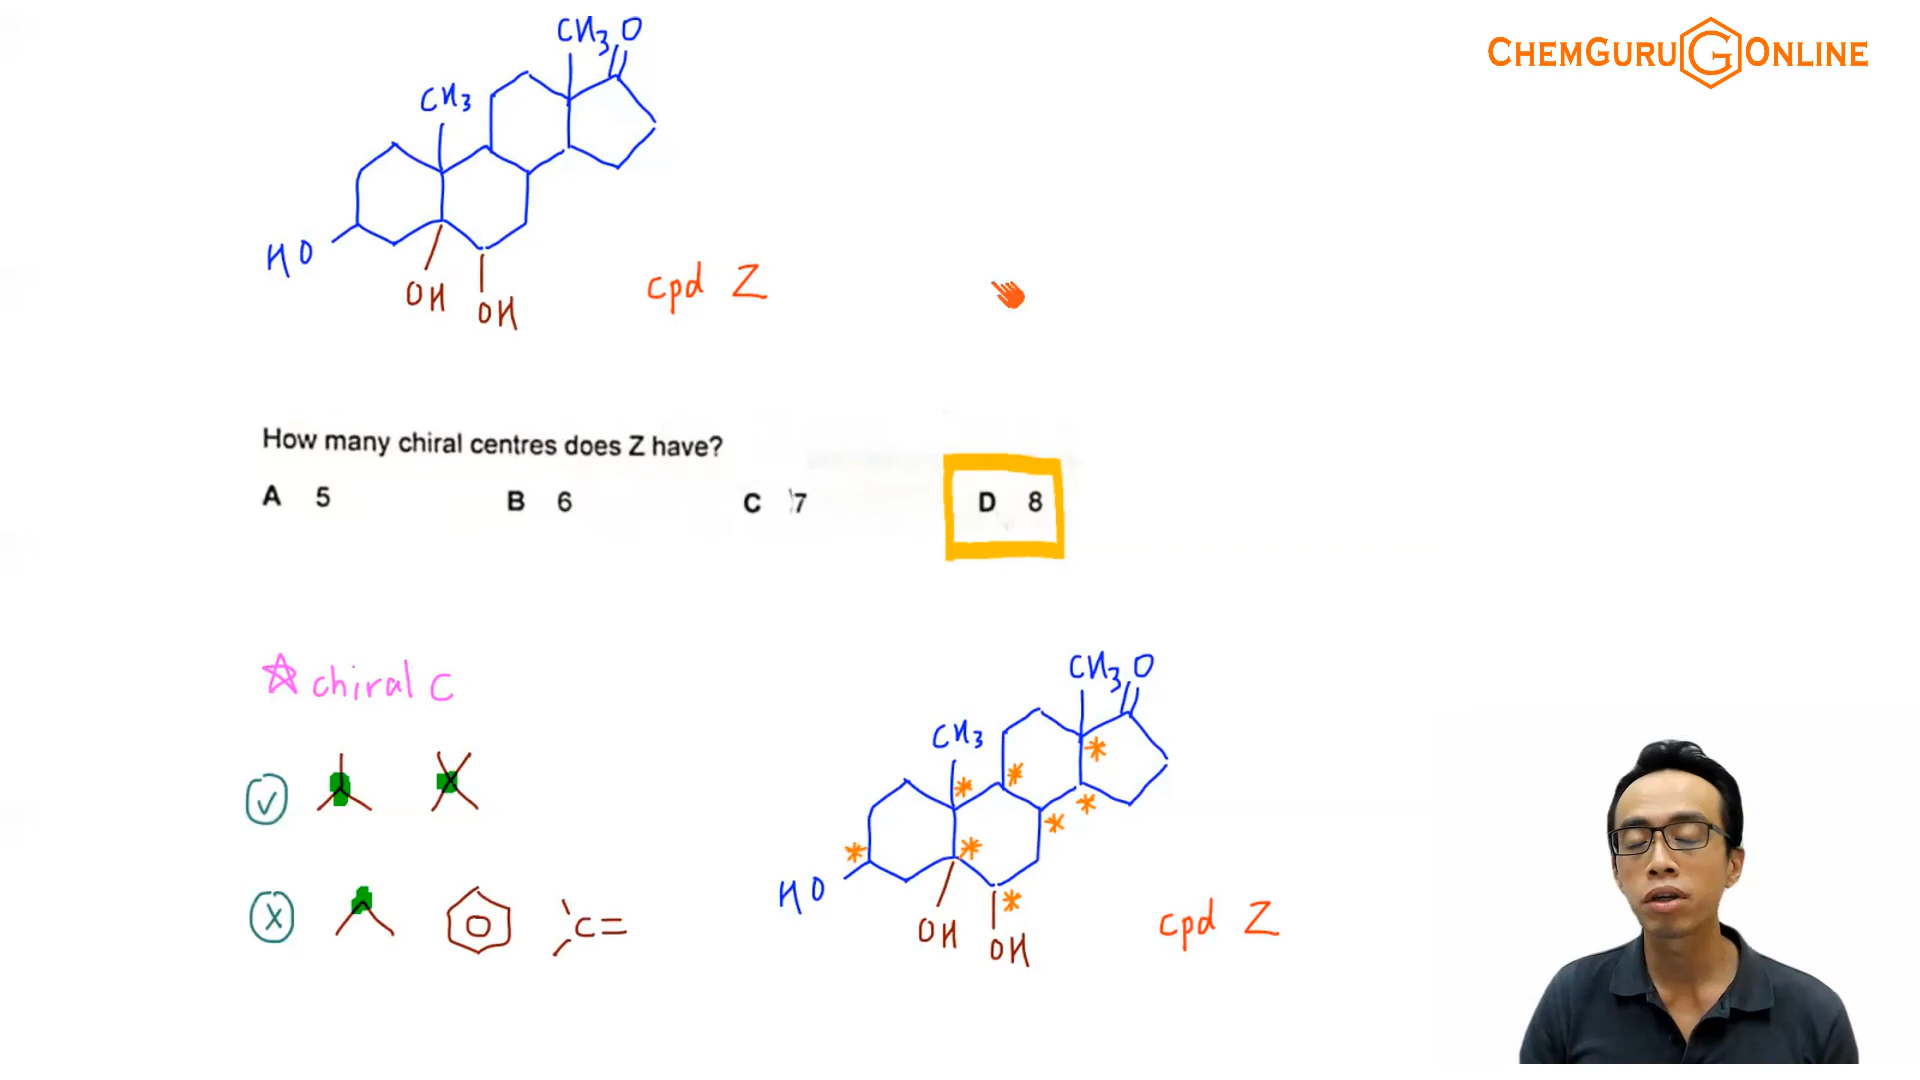 CHEMGURU G ONLINE
CH3 O
CH3
HO
OH
OH
cpd Z
How many chiral centres does Z have?
A 5 B 6 C 7 D 8
☆ chiral C
CH3 O
CH3
✓
* * * * * * * *
HO
x
C=
OH
OH
cpd Z